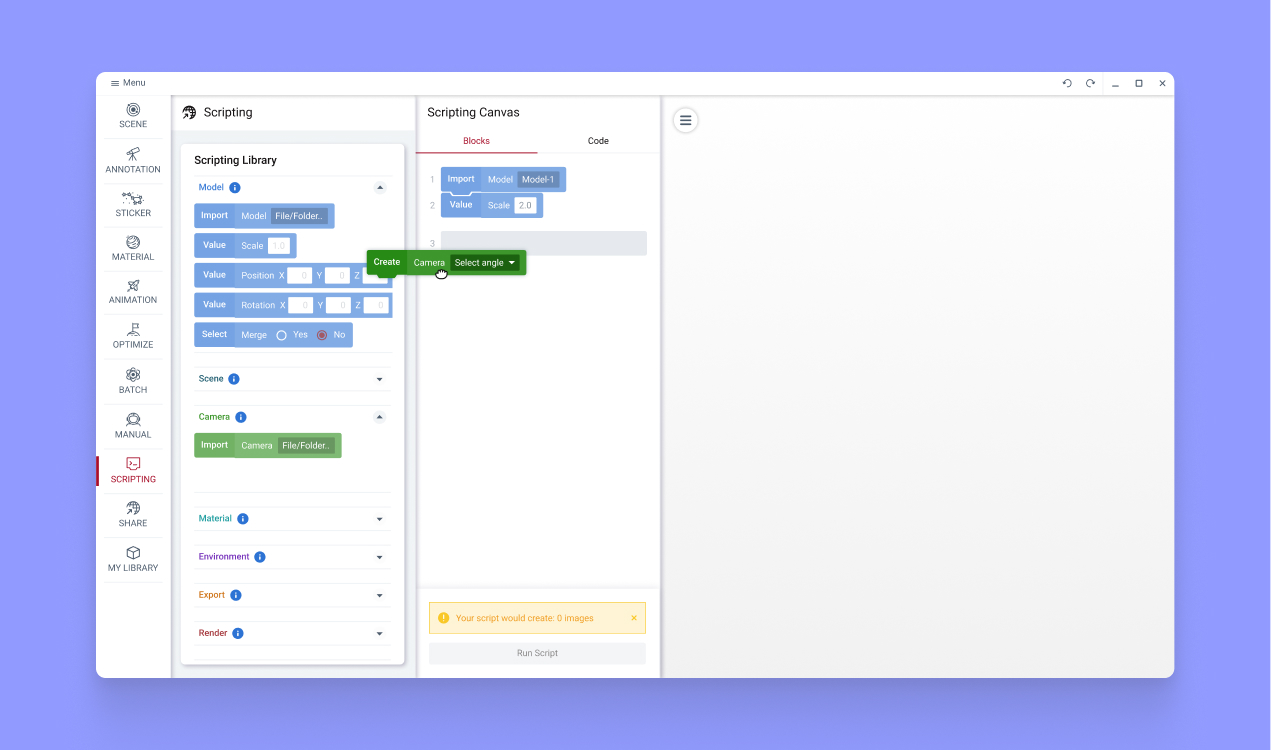 Menu
SCENE
ANNOTATION
STICKER
MATERIAL
ANIMATION
OPTIMIZE
BATCH
MANUAL
SCRIPTING
SHARE
MY LIBRARY
Scripting
Scripting Library
Model
Import Model File/Folder..
Value Scale 1.0
Value Position X 0 Y 0 Z
Value Rotation X 0 Y 0 Z 0
Select Merge Yes No
Scene
Camera
Import Camera File/Folder..
Material
Environment
Export
Render
Scripting Canvas
Blocks Code
1 Import Model Model-1
2 Value Scale 2.0
3
Create Camera Select angle
Your script would create: 0 images
Run Script